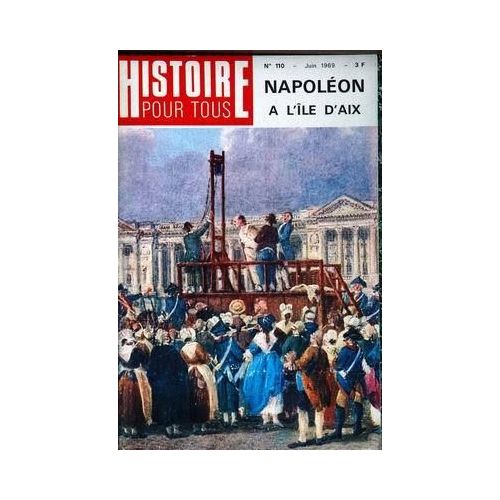 HISTOIRE
POUR TOUS
N° 110 - Juin 1969 - 3 F
NAPOLÉON
A L'ÎLE D'AIX